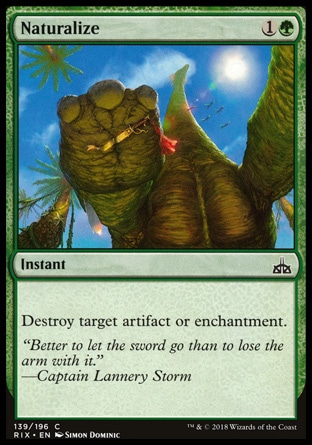 Naturalize 1
Instant
Destroy target artifact or enchantment.
“Better to let the sword go than to lose the
arm with it.”
—Captain Lannery Storm
139/196 C
RIX • EN Simon Dominic ™ & © 2018 Wizards of the Coast